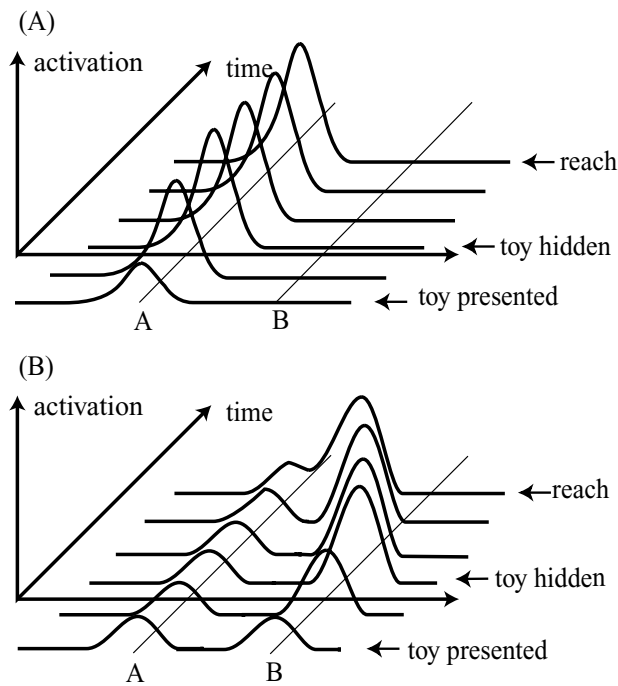 (A)
activation
time
reach
toy hidden
toy presented
A
B
(B)
activation
time
reach
toy hidden
toy presented
A
B